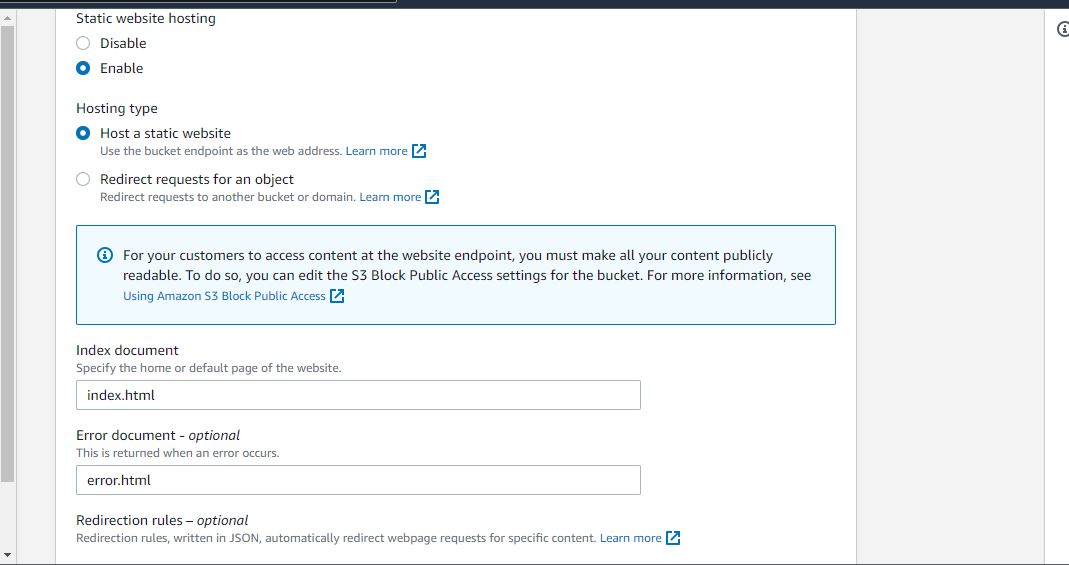 Static website hosting
Disable
Enable
Hosting type
Host a static website
Use the bucket endpoint as the web address. Learn more
Redirect requests for an object
Redirect requests to another bucket or domain. Learn more
For your customers to access content at the website endpoint, you must make all your content publicly
readable. To do so, you can edit the S3 Block Public Access settings for the bucket. For more information, see
Using Amazon S3 Block Public Access
Index document
Specify the home or default page of the website.
index.html
Error document - optional
This is returned when an error occurs.
error.html
Redirection rules – optional
Redirection rules, written in JSON, automatically redirect webpage requests for specific content. Learn more